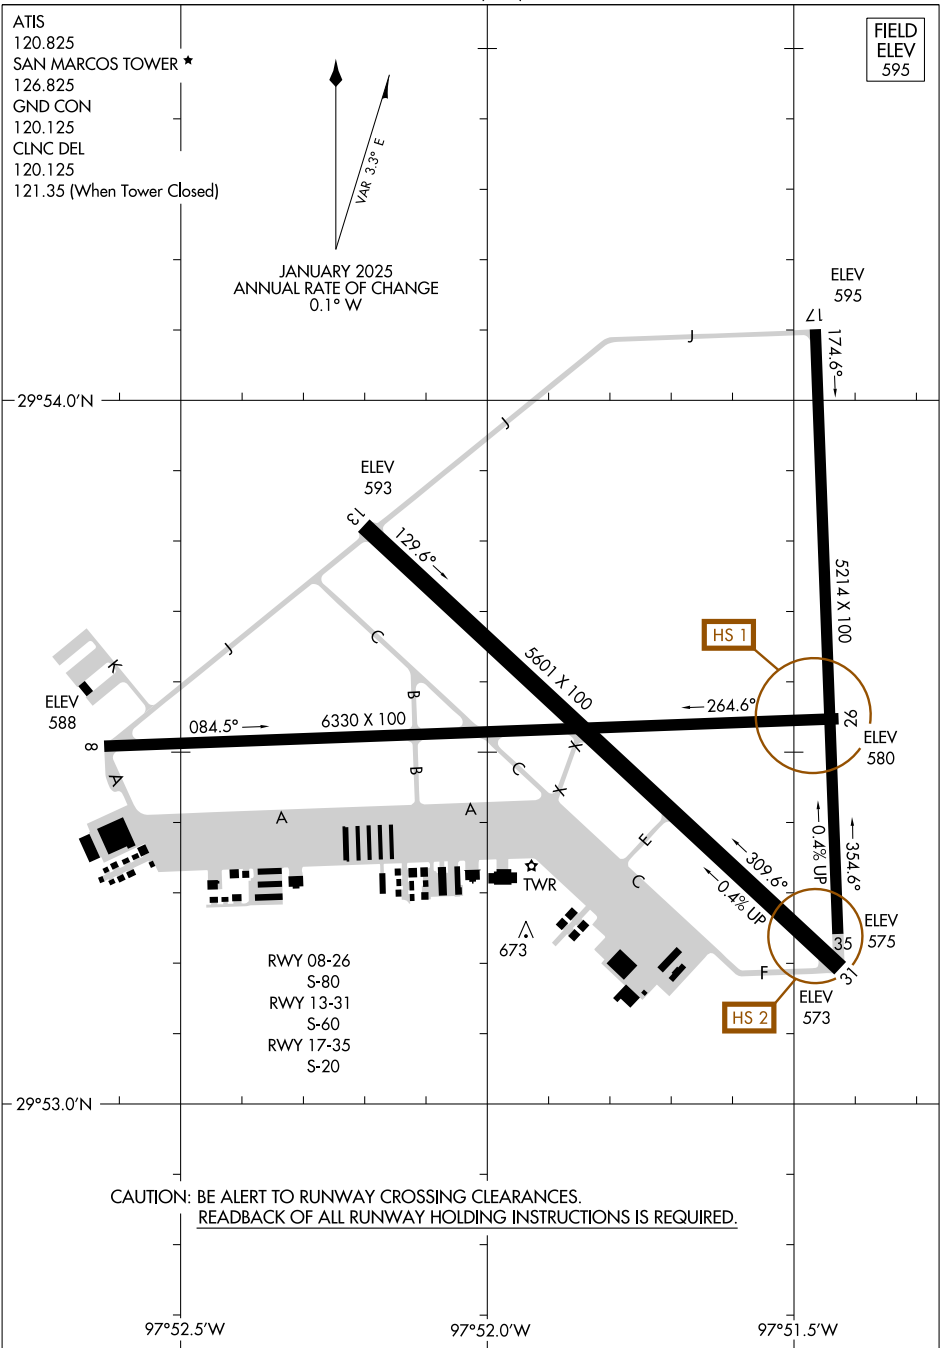 ATIS
120.825
SAN MARCOS TOWER ★
126.825
GND CON
120.125
CLNC DEL
120.125
121.35 (When Tower Closed)
FIELD
ELEV
595
VAR 3.3° E
JANUARY 2025
ANNUAL RATE OF CHANGE
0.1° W
ELEV
595
17
174.6°
J
29°54.0'N
J
ELEV
593
13
129.6°
5214 X 100
HS 1
C
J
K
5601 X 100
B
ELEV
588
264.6°
084.5°
6330 X 100
26
8
ELEV
580
X
B
C
A
X
A
A
E
0.4% UP
354.6°
309.6°
0.4% UP
TWR
C
673
35
ELEV
575
F
31
HS 2
ELEV
573
RWY 08-26
S-80
RWY 13-31
S-60
RWY 17-35
S-20
29°53.0'N
CAUTION: BE ALERT TO RUNWAY CROSSING CLEARANCES.
READBACK OF ALL RUNWAY HOLDING INSTRUCTIONS IS REQUIRED.
97°52.5'W
97°52.0'W
97°51.5'W